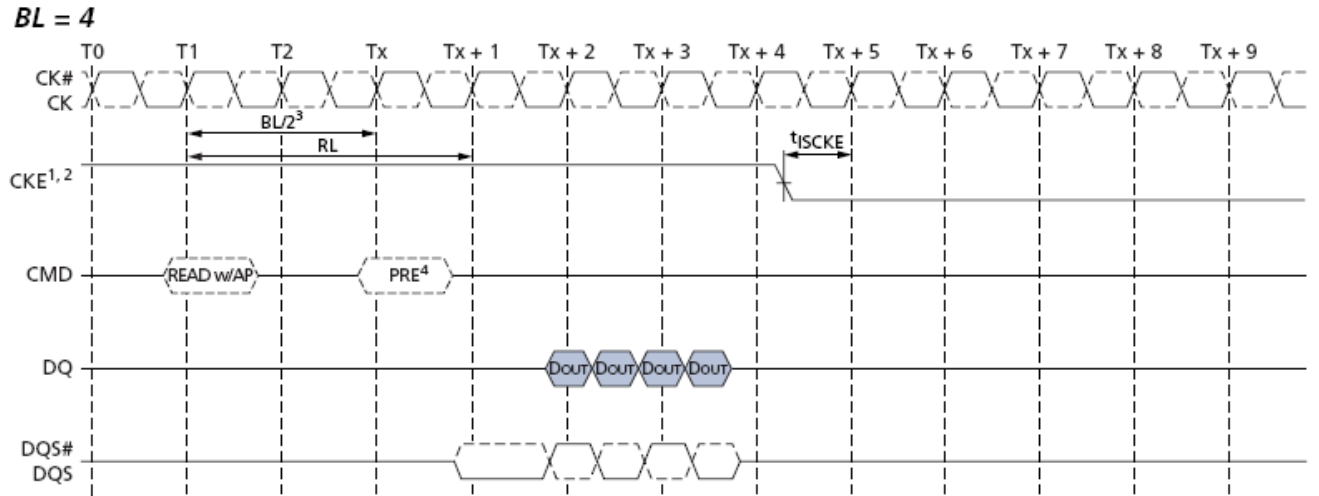 BL = 4
T0 T1 T2 Tx Tx + 1 Tx + 2 Tx + 3 Tx + 4 Tx + 5 Tx + 6 Tx + 7 Tx + 8 Tx + 9
CK#
CK
BL/2³
RL
tISCKE
CKE¹, ²
CMD READ w/AP PRE⁴
DQ DOUT DOUT DOUT DOUT
DQS#
DQS